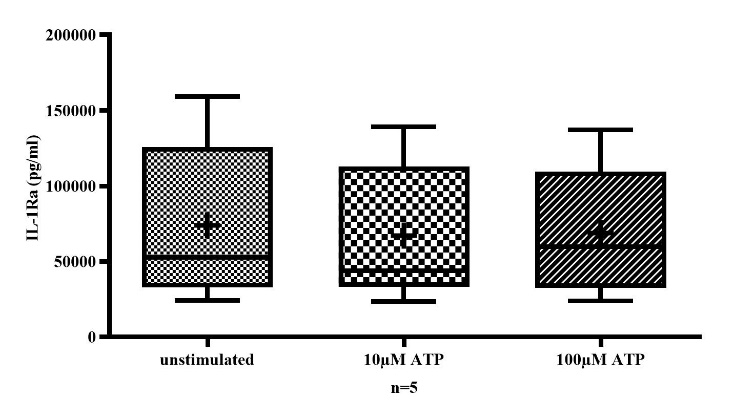 200000
150000
100000
50000
0
IL-1Ra (pg/ml)
unstimulated 10µM ATP 100µM ATP
n=5